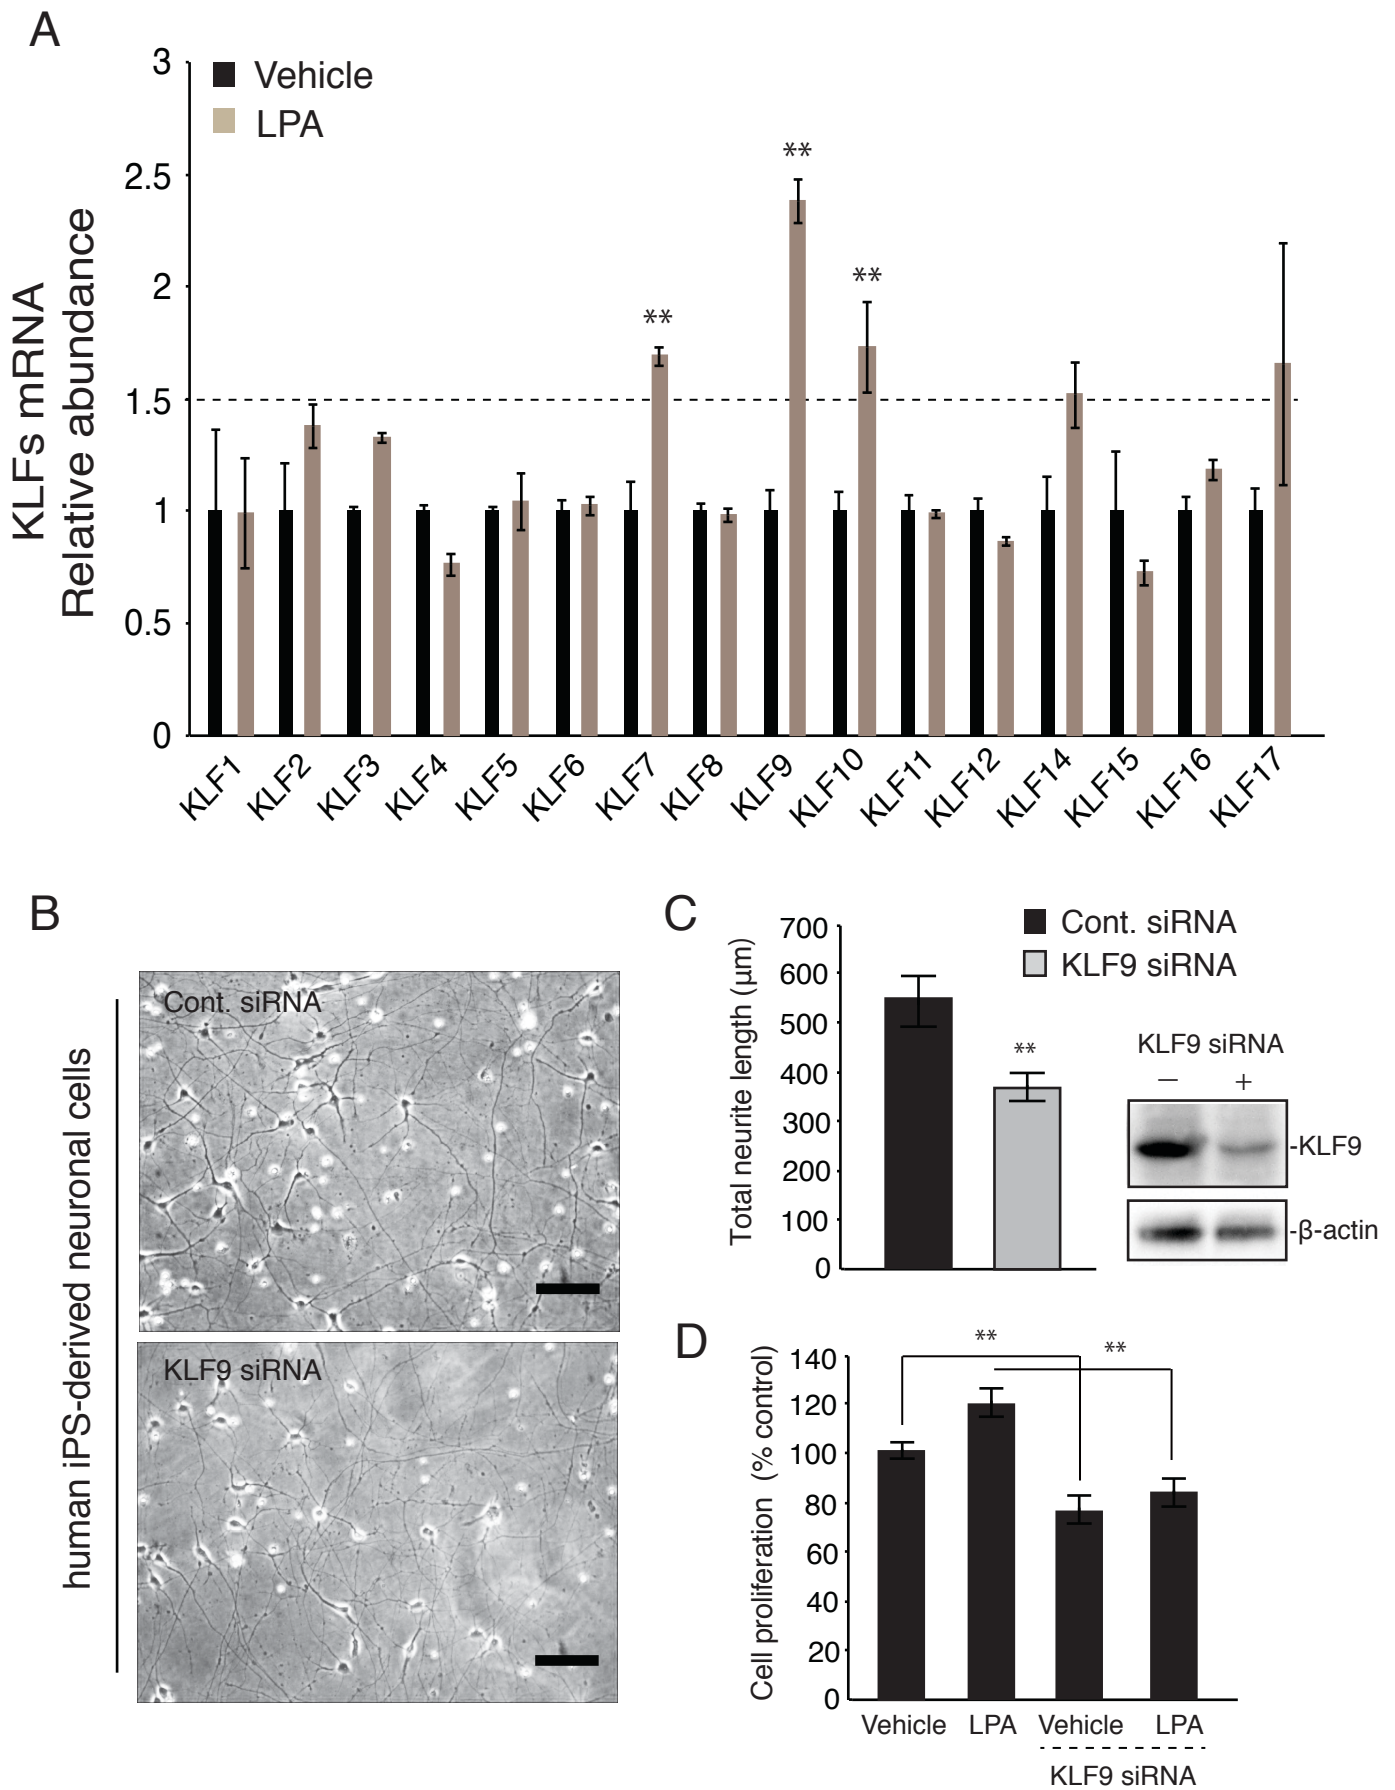 A
3
2.5
2
1.5
1
0.5
0
KLFs mRNA
Relative abundance
Vehicle
LPA
**
**
**
KLF1
KLF2
KLF3
KLF4
KLF5
KLF6
KLF7
KLF8
KLF9
KLF10
KLF11
KLF12
KLF14
KLF15
KLF16
KLF17
B
human iPS-derived neuronal cells
Cont. siRNA
KLF9 siRNA
C
Total neurite length (μm)
700
600
500
400
300
200
100
0
Cont. siRNA
KLF9 siRNA
**
KLF9 siRNA
— +
-KLF9
-β-actin
D
Cell proliferation (% control)
140
120
100
80
60
40
20
0
**
**
Vehicle LPA Vehicle LPA
KLF9 siRNA